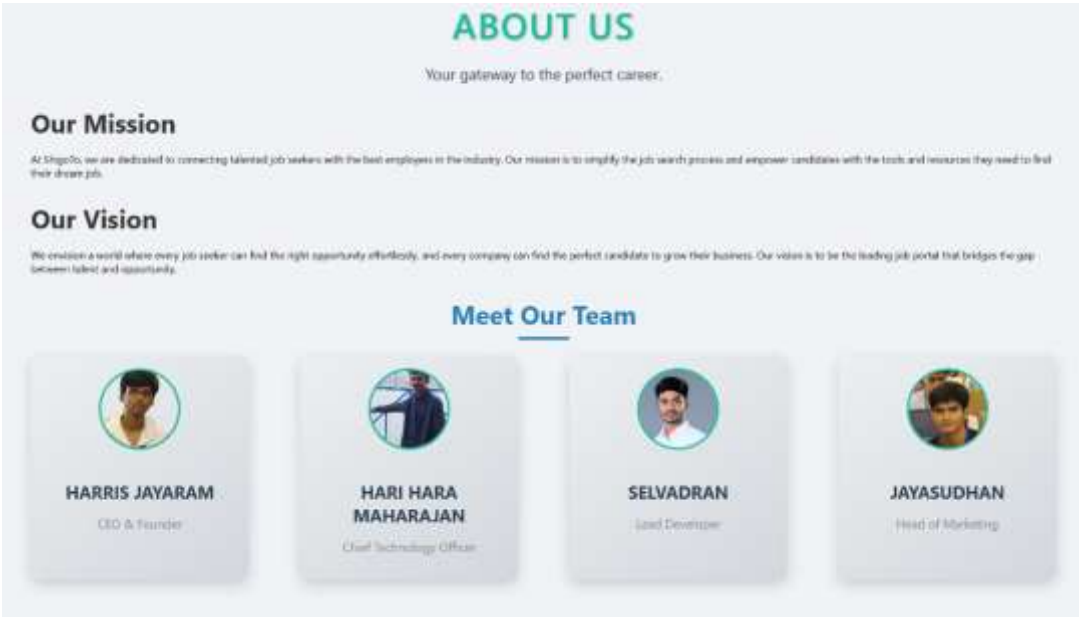 ABOUT US
Your gateway to the perfect career.
Our Mission
At ShigoTo, we are dedicated to connecting talented job seekers with the best employers in the industry. Our mission is to simplify the job search process and empower candidates with the tools and resources they need to find
their dream job.
Our Vision
We envision a world where every job seeker can find the right opportunity effortlessly, and every company can find the perfect candidate to grow their business. Our vision is to be the leading job portal that bridges the gap
between talent and opportunity.
Meet Our Team
HARRIS JAYARAM
CEO & Founder
HARI HARA
MAHARAJAN
Chief Technology Officer
SELVADRAN
Lead Developer
JAYASUDHAN
Head of Marketing